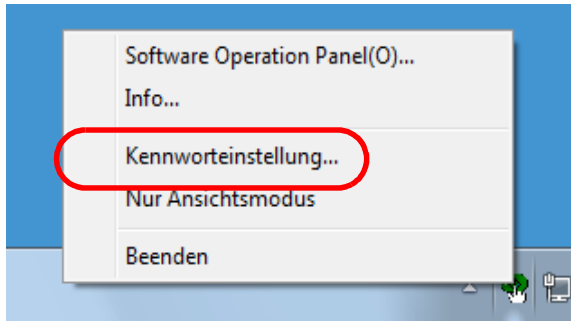 Software Operation Panel(O)...
Info...
Kennworteinstellung...
Nur Ansichtsmodus
Beenden